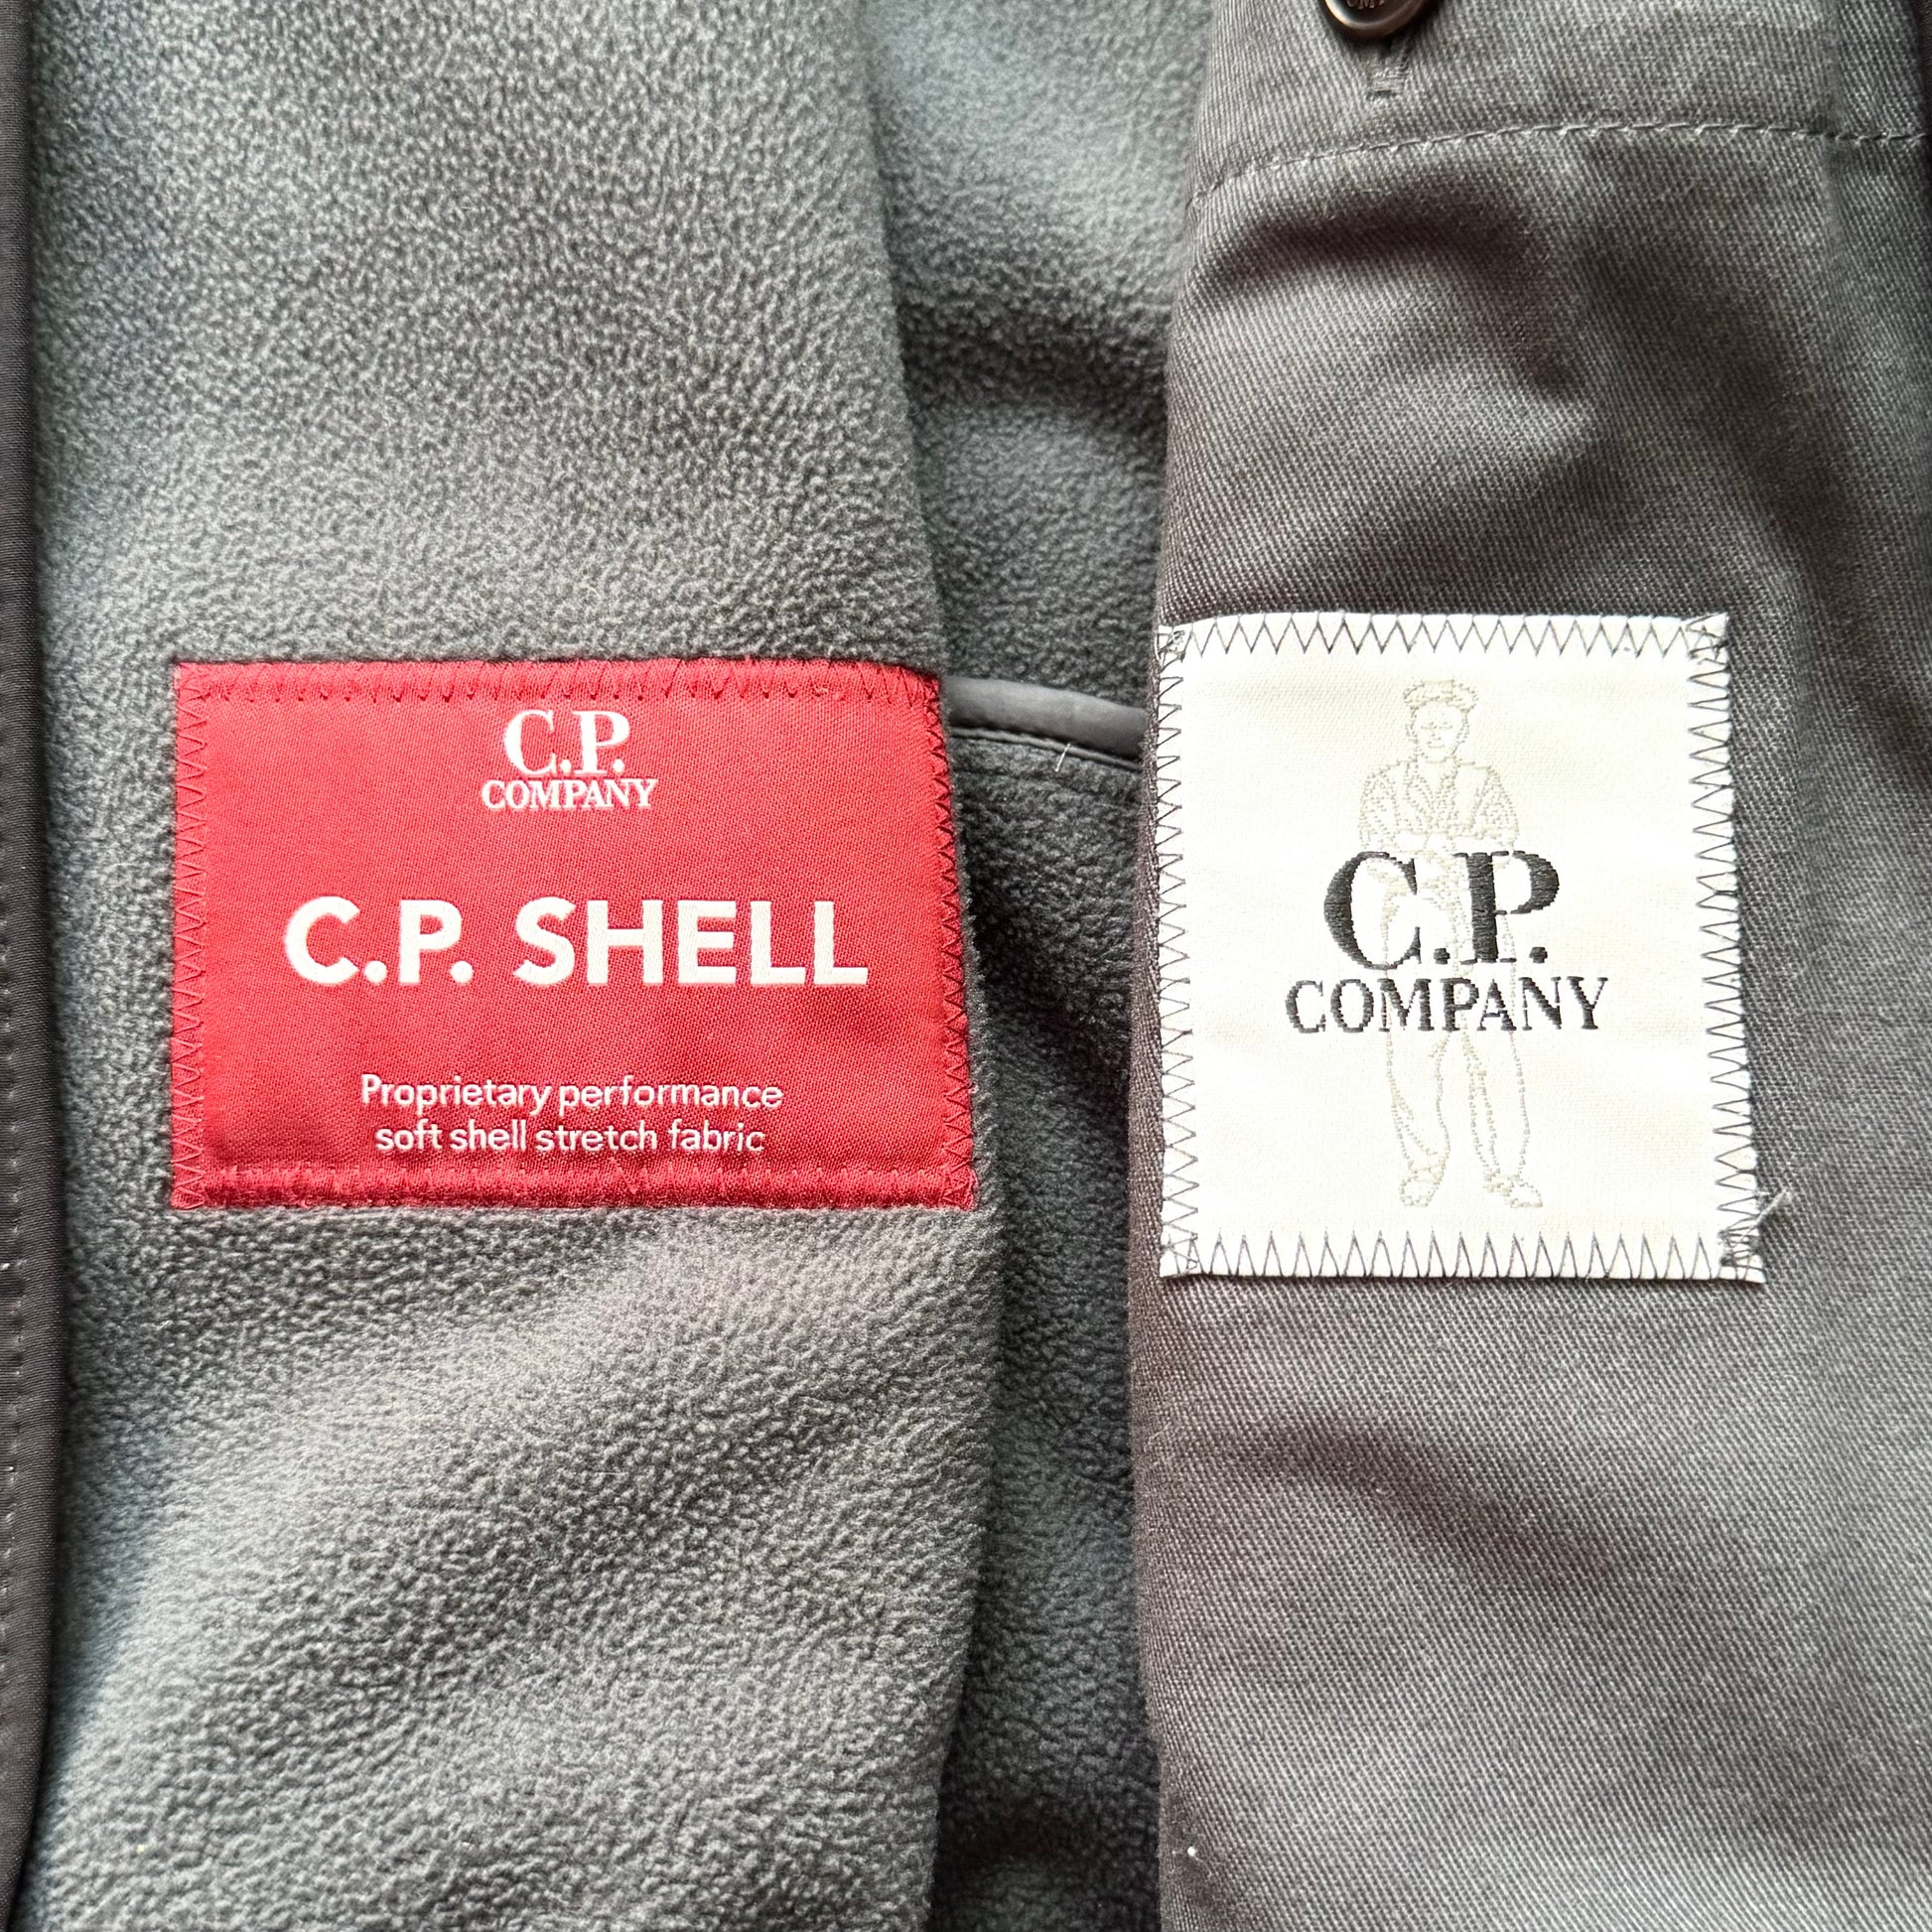 C.P.
COMPANY
C.P. SHELL
Proprietary performance
soft shell stretch fabric
C.P.
COMPANY